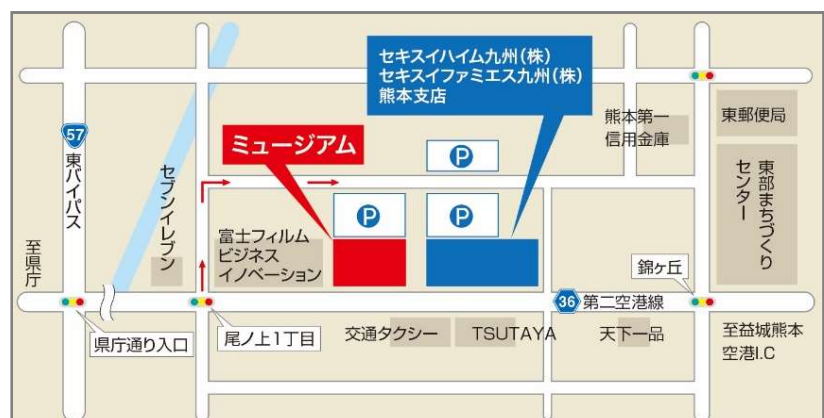 セキスイハイム九州(株)
セキスイファミエス九州(株)
熊本支店
57
東バイパス
セブンイレブン
ミュージアム
P
熊本第一
信用金庫
東郵便局
東部まちづくり
センター
P
P
富士フィルム
ビジネス
イノベーション
至県庁
錦ヶ丘
36
第二空港線
県庁通り入口
尾ノ上1丁目
交通タクシー
TSUTAYA
天下一品
至益城熊本
空港I.C